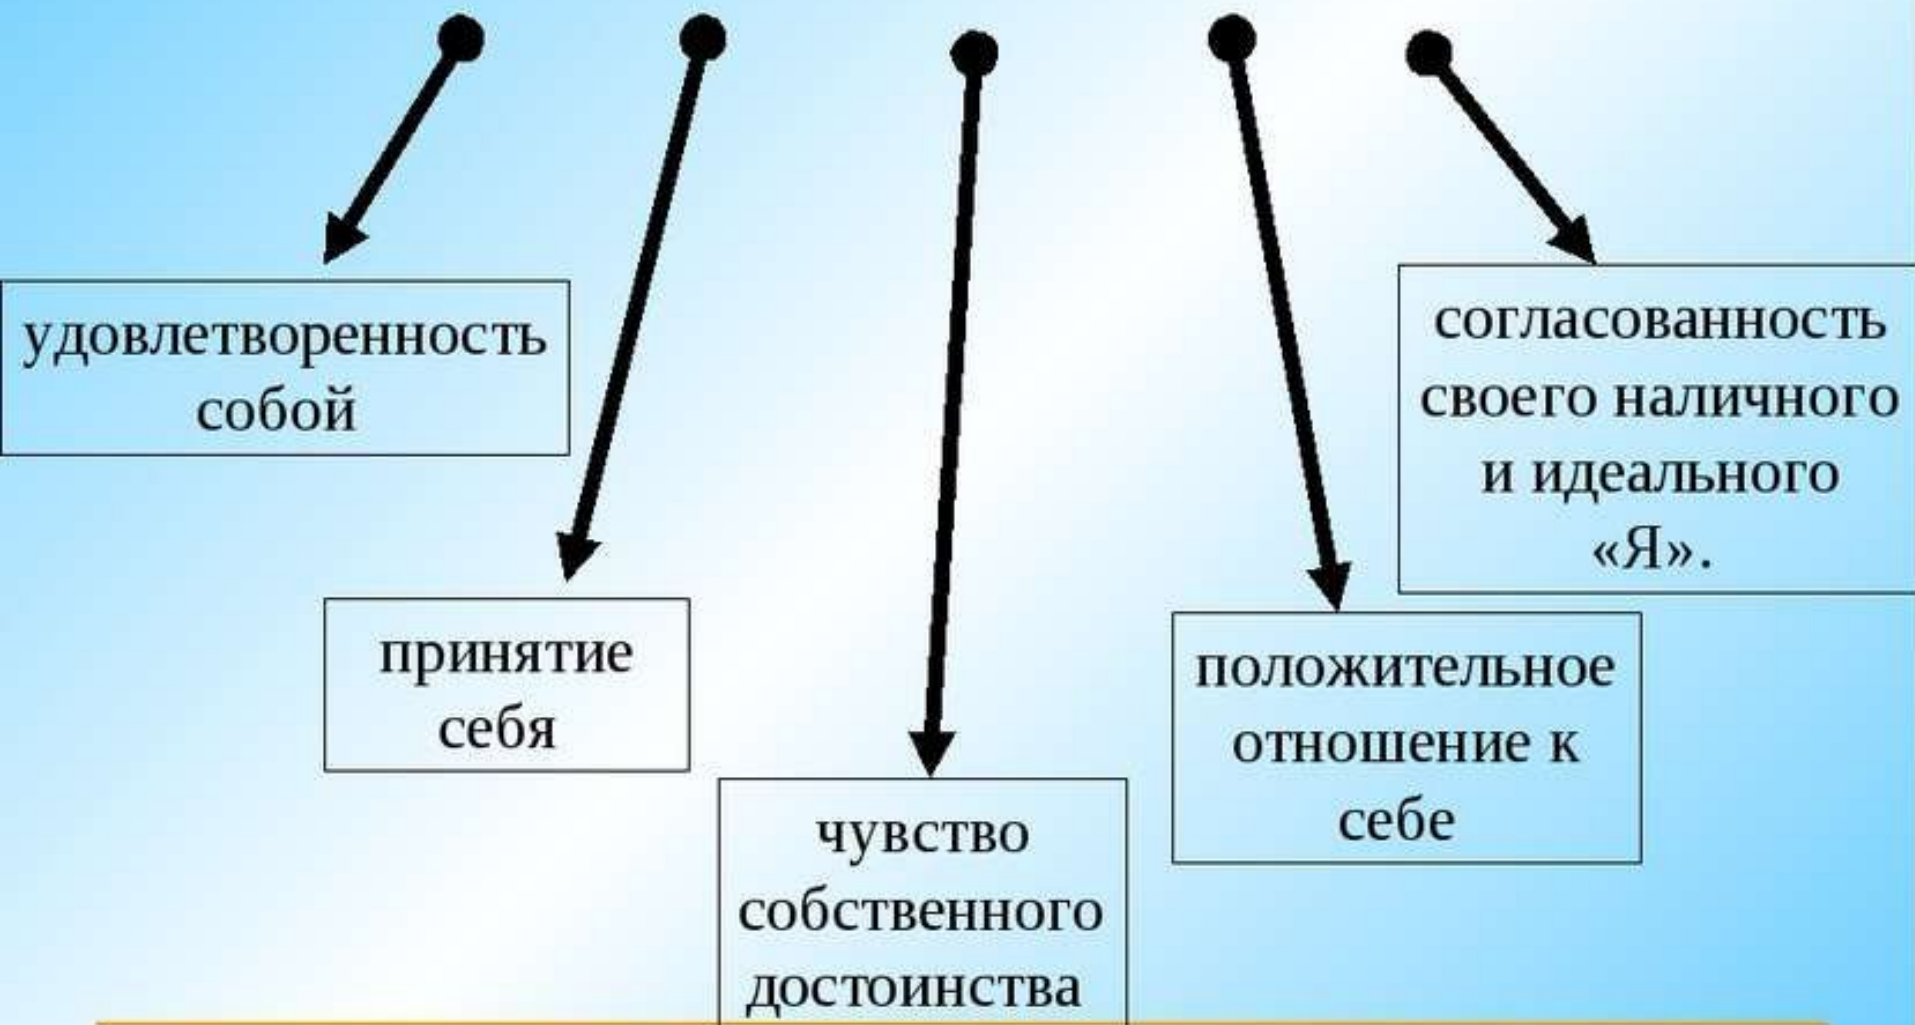 удовлетворенность
собой
принятие
себя
чувство
собственного
достоинства
положительное
отношение к
себе
согласованность
своего наличного
и идеального
«Я».